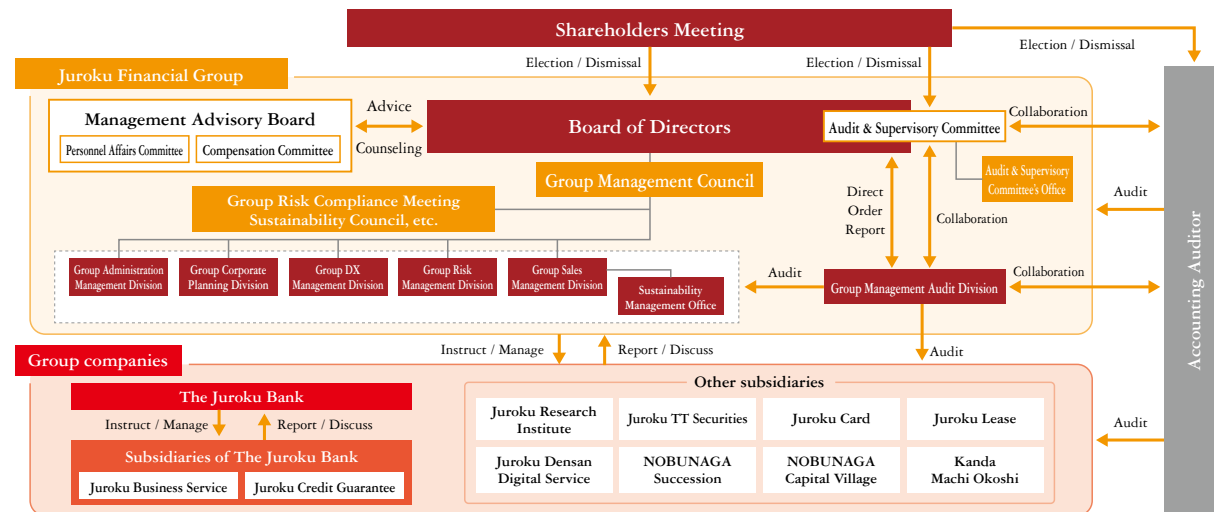 Shareholders Meeting
Election / Dismissal
Election / Dismissal
Election / Dismissal
Juroku Financial Group
Management Advisory Board
Personnel Affairs Committee
Compensation Committee
Advice
Counseling
Board of Directors
Audit & Supervisory Committee
Collaboration
Audit & Supervisory
Committee's Office
Group Management Council
Group Risk Compliance Meeting
Sustainability Council, etc.
Direct
Order
Report
Collaboration
Audit
Group Administration
Management Division
Group Corporate
Planning Division
Group DX
Management Division
Group Risk
Management Division
Group Sales
Management Division
Sustainability
Management Office
Audit
Group Management Audit Division
Collaboration
Accounting Auditor
Instruct / Manage
Report / Discuss
Audit
Group companies
The Juroku Bank
Instruct / Manage
Report / Discuss
Subsidiaries of The Juroku Bank
Juroku Business Service
Juroku Credit Guarantee
Other subsidiaries
Juroku Research
Institute
Juroku TT Securities
Juroku Card
Juroku Lease
Juroku Densan
Digital Service
NOBUNAGA
Succession
NOBUNAGA
Capital Village
Kanda
Machi Okoshi
Audit